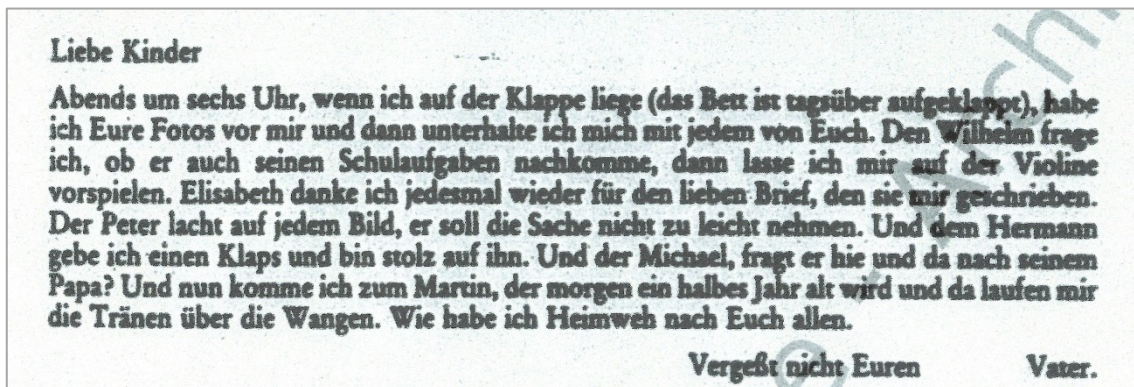 Liebe Kinder
Abends um sechs Uhr, wenn ich auf der Klappe liege (das Bett ist tagsüber aufgeklappt), habe
ich Eure Fotos vor mir und dann unterhalte ich mich mit jedem von Euch. Den Wilhelm frage
ich, ob er auch seinen Schulaufgaben nachkomme, dann lasse ich mir auf der Violine
vorspielen. Elisabeth danke ich jedesmal wieder für den lieben Brief, den sie mir geschrieben.
Der Peter lacht auf jedem Bild, er soll die Sache nicht zu leicht nehmen. Und dem Hermann
gebe ich einen Klaps und bin stolz auf ihn. Und der Michael, fragt er hie und da nach seinem
Papa? Und nun komme ich zum Martin, der morgen ein halbes Jahr alt wird und da laufen mir
die Tränen über die Wangen. Wie habe ich Heimweh nach Euch allen.
Vergeßt nicht Euren Vater.